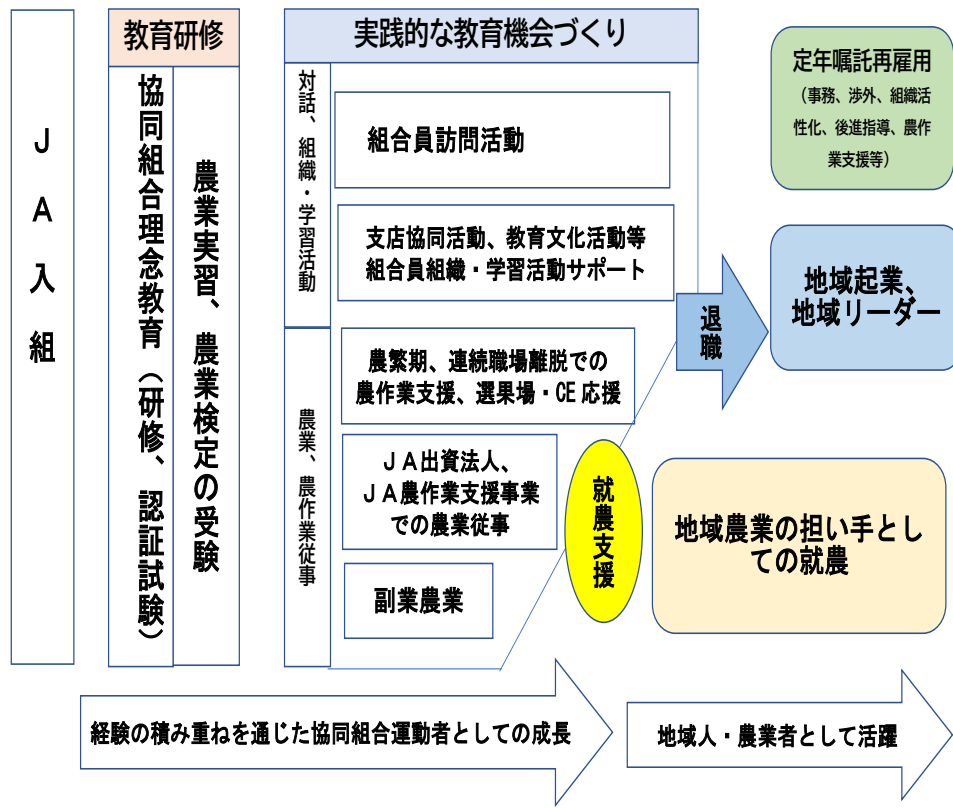 ＪＡ入組
教育研修
協同組合理念教育（研修、認証試験）
農業実習、農業検定の受験
実践的な教育機会づくり
対話、組織・学習活動
組合員訪問活動
支店協同活動、教育文化活動等
組合員組織・学習活動サポート
農業、農作業従事
農繁期、連続職場離脱での
農作業支援、選果場・CE応援
ＪＡ出資法人、
ＪＡ農作業支援事業
での農業従事
副業農業
就農支援
退職
定年嘱託再雇用
（事務、渉外、組織活
性化、後進指導、農作
業支援等）
地域起業、
地域リーダー
地域農業の担い手とし
ての就農
経験の積み重ねを通じた協同組合運動者としての成長
地域人・農業者として活躍